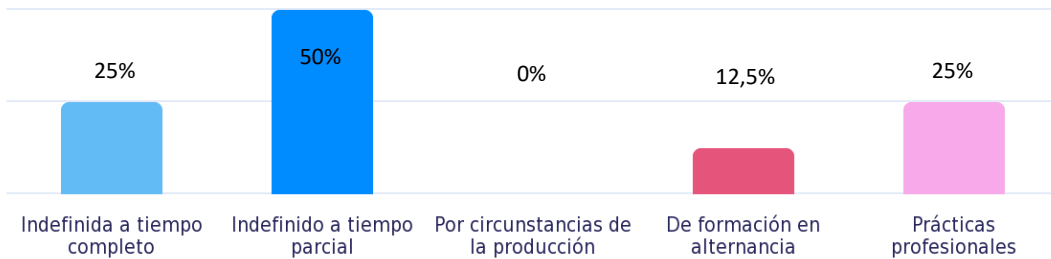 25%
50%
0%
12,5%
25%
Indefinida a tiempo
completo
Indefinido a tiempo
parcial
Por circunstancias de
la producción
De formación en
alternancia
Prácticas
profesionales